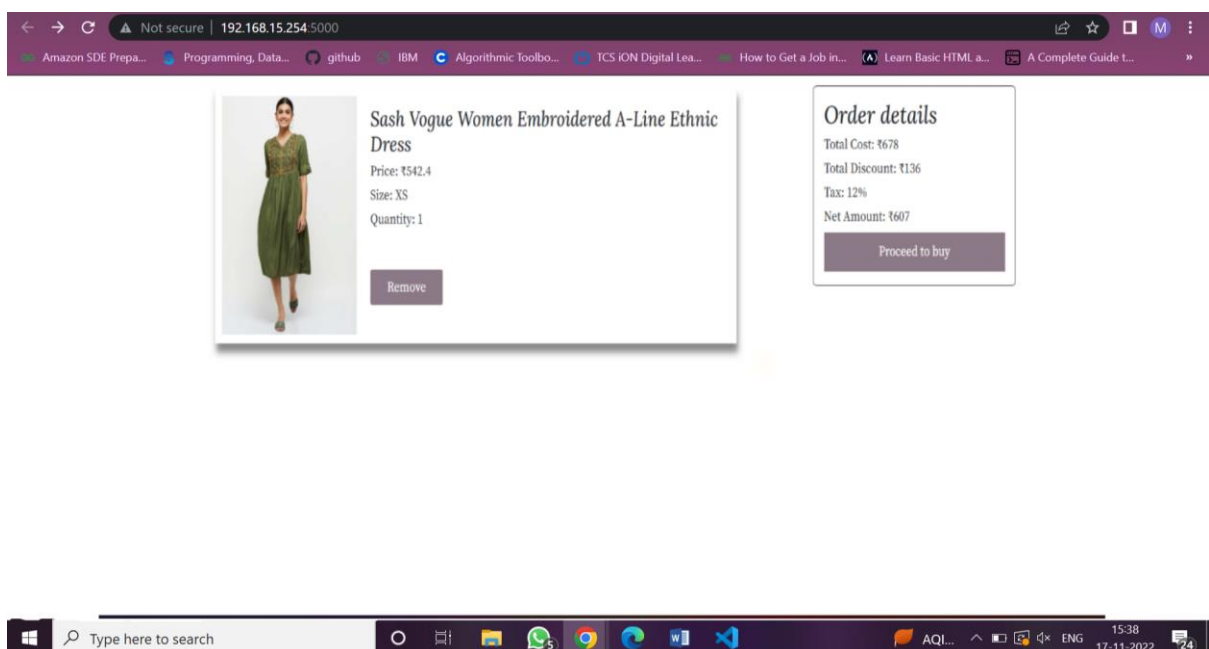 Not secure | 192.168.15.254:5000
M
Amazon SDE Prepa... Programming, Data... github IBM C Algorithmic Toolbo... TCS iON Digital Lea... How to Get a Job in... (A) Learn Basic HTML a... A Complete Guide t... »
Sash Vogue Women Embroidered A-Line Ethnic
Dress
Price: ₹542.4
Size: XS
Quantity: 1
Remove
Order details
Total Cost: ₹678
Total Discount: ₹136
Tax: 12%
Net Amount: ₹607
Proceed to buy
Type here to search
5
W
AQI... ENG
15:38
17-11-2022
24